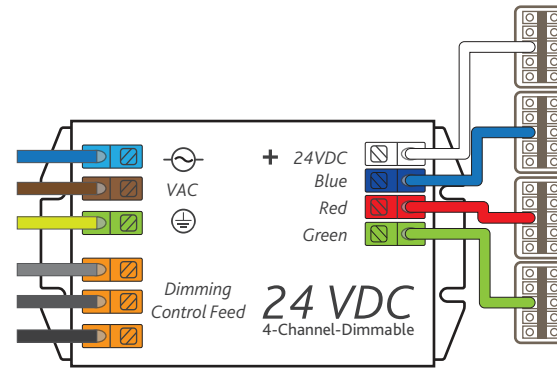 + 24VDC
VAC
Blue
Red
Green
Dimming
Control Feed
24 VDC
4-Channel-Dimmable